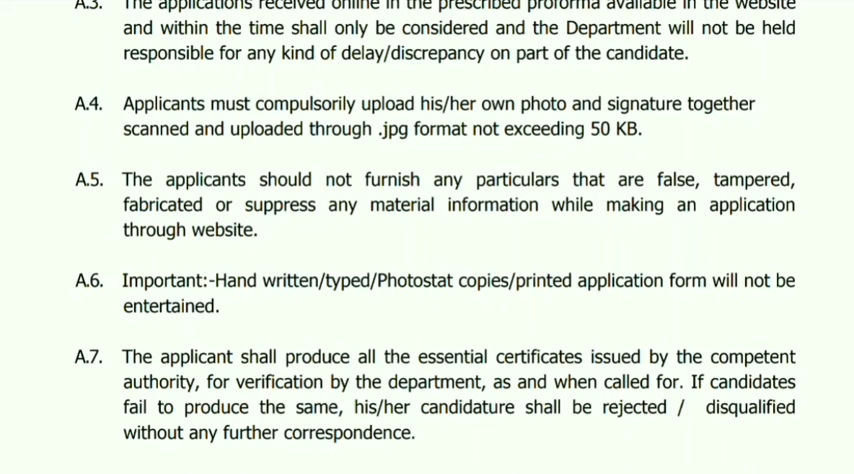 A.3. The applications received online in the prescribed proforma available in the website
and within the time shall only be considered and the Department will not be held
responsible for any kind of delay/discrepancy on part of the candidate.
A.4. Applicants must compulsorily upload his/her own photo and signature together
scanned and uploaded through .jpg format not exceeding 50 KB.
A.5. The applicants should not furnish any particulars that are false, tampered,
fabricated or suppress any material information while making an application
through website.
A.6. Important:-Hand written/typed/Photostat copies/printed application form will not be
entertained.
A.7. The applicant shall produce all the essential certificates issued by the competent
authority, for verification by the department, as and when called for. If candidates
fail to produce the same, his/her candidature shall be rejected / disqualified
without any further correspondence.